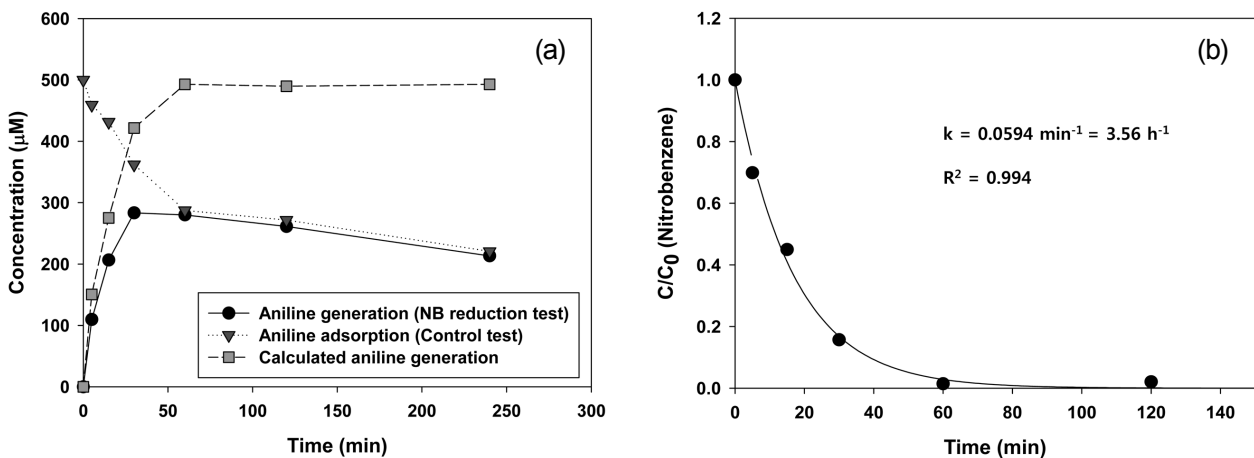 (a)
600
500
400
300
200
100
0
Concentration (μM)
0 50 100 150 200 250 300
Time (min)
Aniline generation (NB reduction test)
Aniline adsorption (Control test)
Calculated aniline generation
(b)
1.2
1.0
0.8
0.6
0.4
0.2
0.0
C/C0 (Nitrobenzene)
k = 0.0594 min-1 = 3.56 h-1
R2 = 0.994
0 20 40 60 80 100 120 140
Time (min)